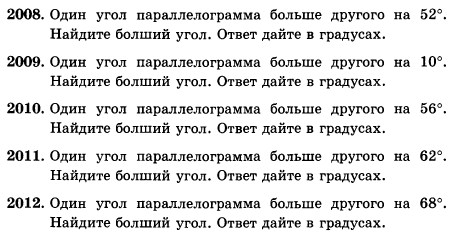 2008. Один угол параллелограмма больше другого на 52°.
Найдите болший угол. Ответ дайте в градусах.
2009. Один угол параллелограмма больше другого на 10°.
Найдите болший угол. Ответ дайте в градусах.
2010. Один угол параллелограмма больше другого на 56°.
Найдите болший угол. Ответ дайте в градусах.
2011. Один угол параллелограмма больше другого на 62°.
Найдите болший угол. Ответ дайте в градусах.
2012. Один угол параллелограмма больше другого на 68°.
Найдите болший угол. Ответ дайте в градусах.